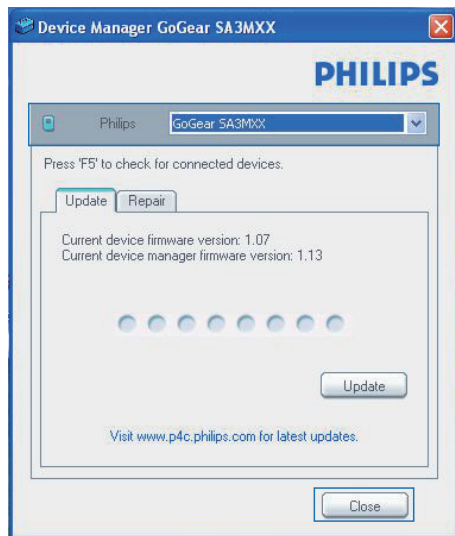 Device Manager GoGear SA3MXX
PHILIPS
Philips GoGear SA3MXX
Press 'F5' to check for connected devices.
Update Repair
Current device firmware version: 1.07
Current device manager firmware version: 1.13
Update
Visit www.p4c.philips.com for latest updates.
Close